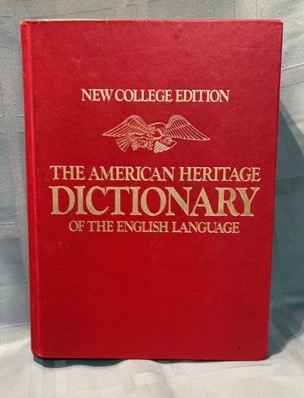 NEW COLLEGE EDITION
THE AMERICAN HERITAGE
DICTIONARY
OF THE ENGLISH LANGUAGE